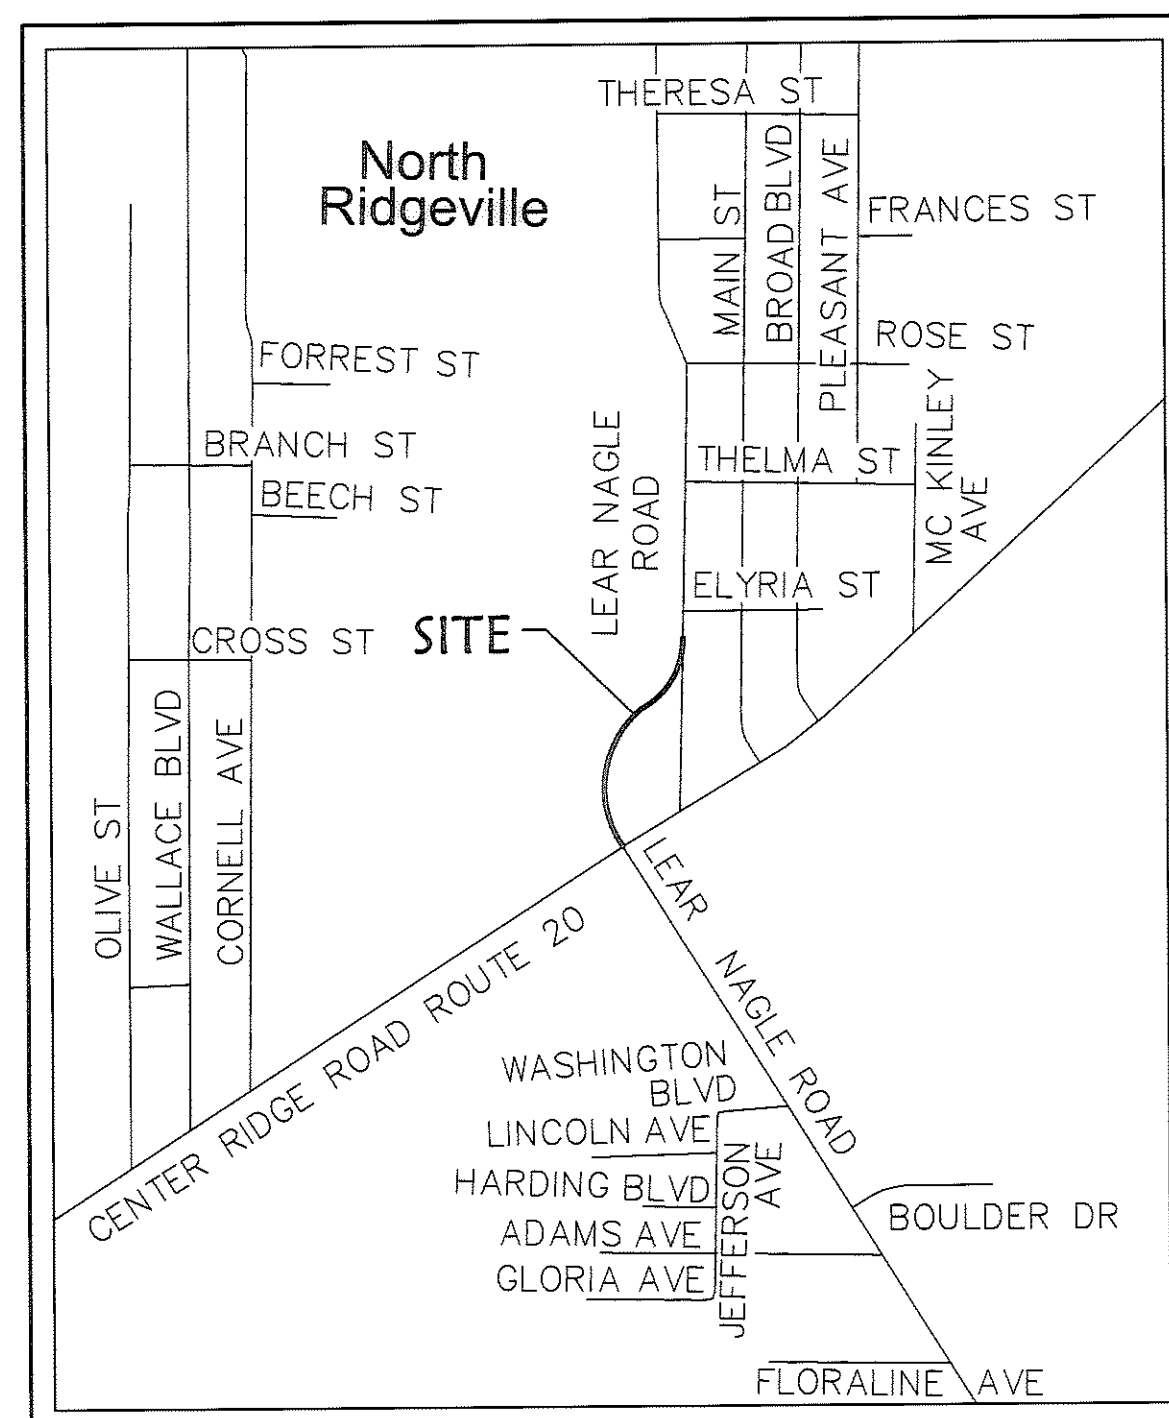 THERESA ST
North
Ridgeville
MAIN ST
BROAD BLVD
PLEASANT AVE
FRANCES ST
ROSE ST
FORREST ST
BRANCH ST
BEECH ST
LEAR NAGLE
ROAD
THELMA ST
MC KINLEY
AVE
ELYRIA ST
CROSS ST
SITE
OLIVE ST
WALLACE BLVD
CORNELL AVE
LEAR NAGLE ROAD
CENTER RIDGE ROAD ROUTE 20
WASHINGTON
BLVD
LINCOLN AVE
HARDING BLVD
JEFFERSON
AVE
ADAMS AVE
GLORIA AVE
BOULDER DR
FLORALINE AVE